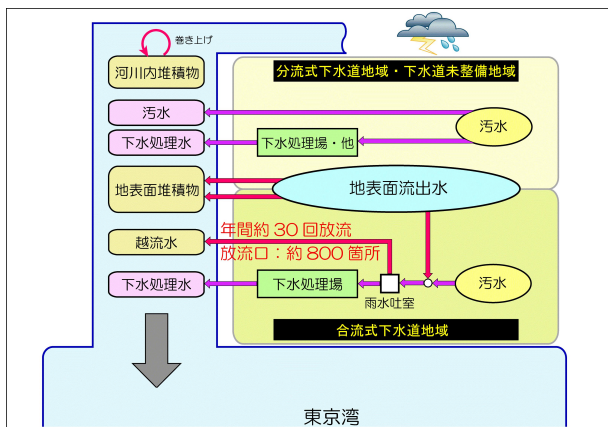 巻き上げ
河川内堆積物
分流式下水道地域・下水道未整備地域
汚水
汚水
下水処理水
下水処理場・他
地表面堆積物
地表面流出水
年間約30回放流
越流水
放流口：約800箇所
下水処理水
下水処理場
汚水
雨水吐室
合流式下水道地域
東京湾